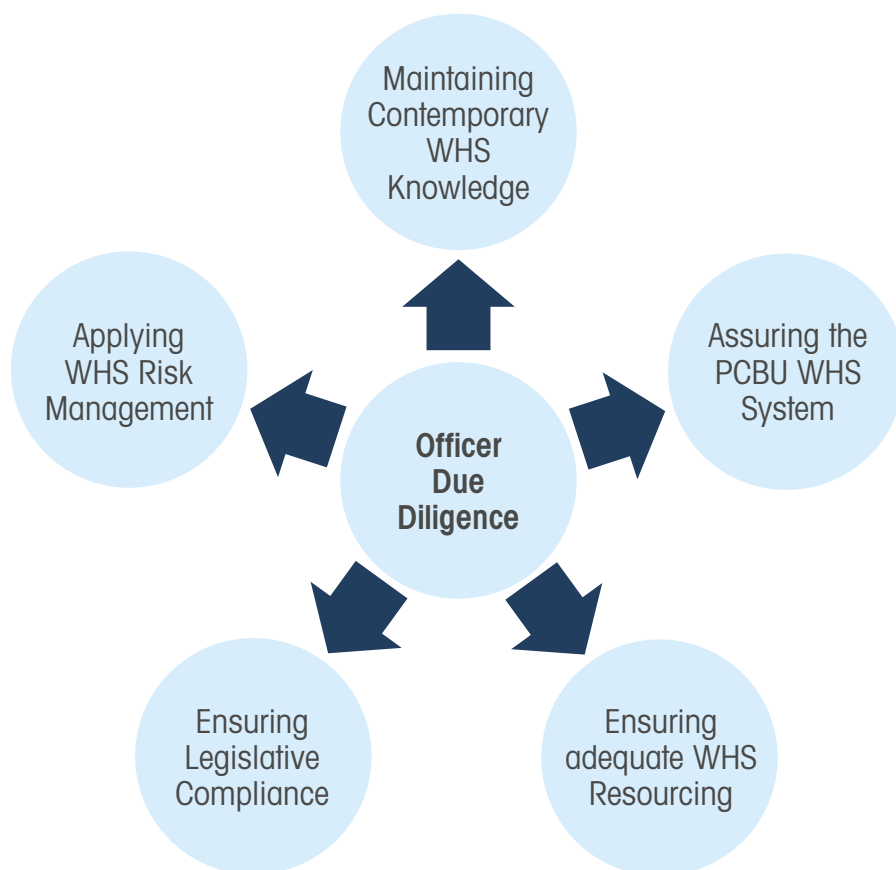 Maintaining
Contemporary
WHS
Knowledge
Applying
WHS Risk
Management
Assuring the
PCBU WHS
System
Officer
Due
Diligence
Ensuring
Legislative
Compliance
Ensuring
adequate WHS
Resourcing